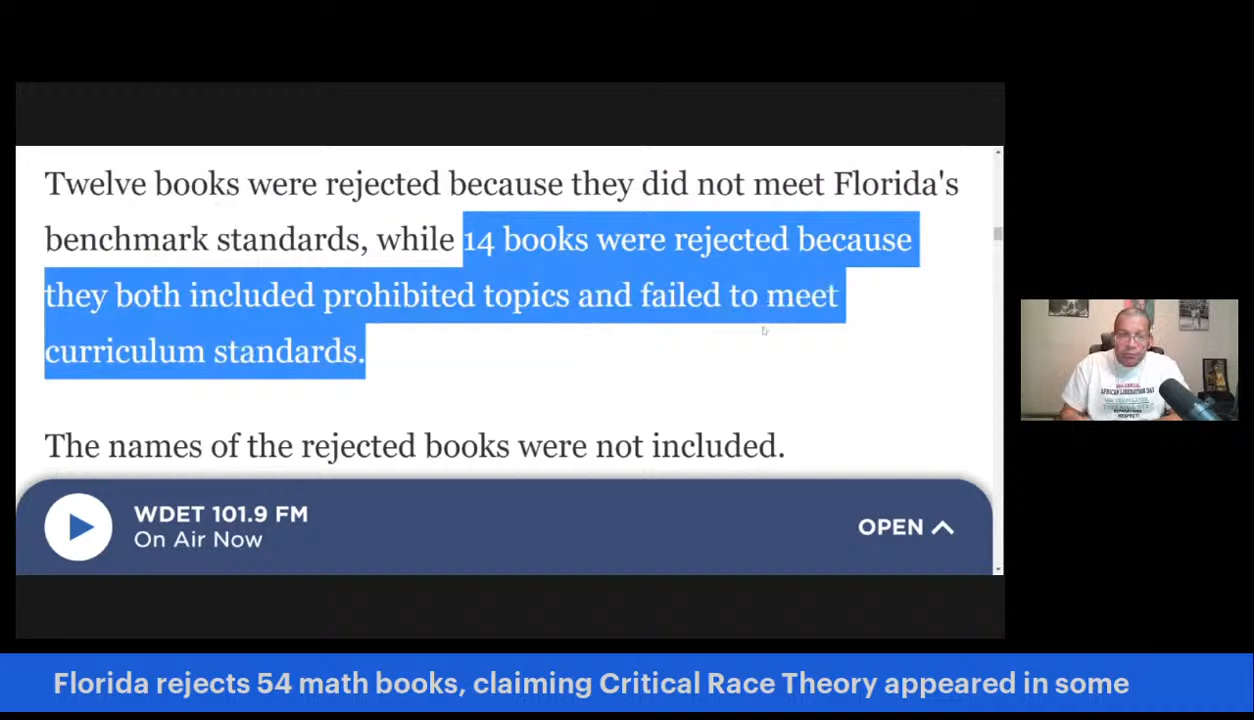 Twelve books were rejected because they did not meet Florida's
benchmark standards, while 14 books were rejected because
they both included prohibited topics and failed to meet
curriculum standards.
The names of the rejected books were not included.
WDET 101.9 FM
On Air Now
OPEN
AFRICAN LIBERATION DAY
Florida rejects 54 math books, claiming Critical Race Theory appeared in some